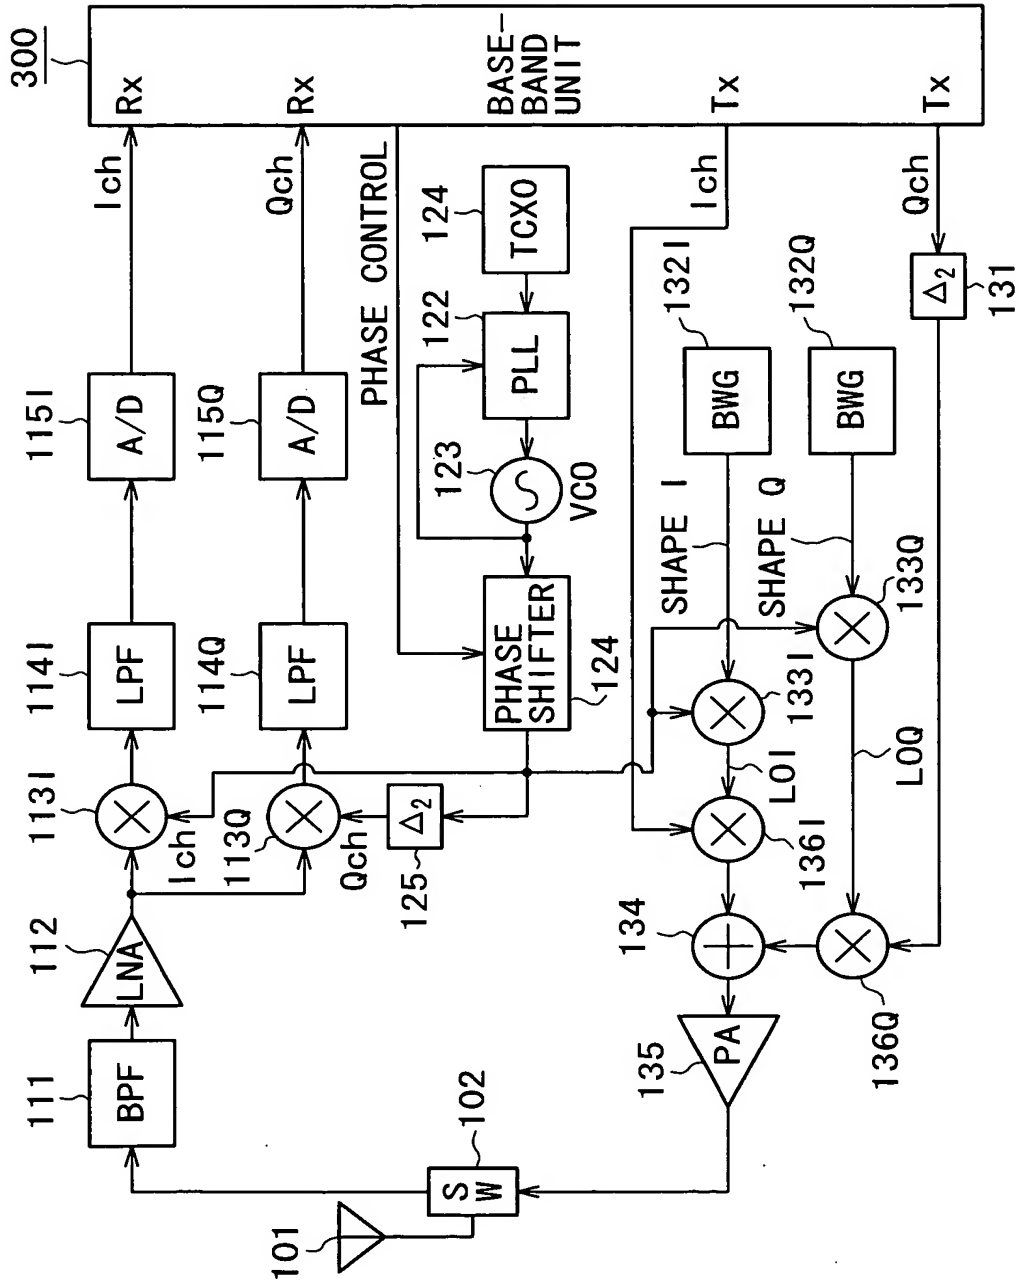 300
Rx
Rx
BASE-
BAND
UNIT
Tx
Tx
Ich
Qch
PHASE CONTROL
Ich
Qch
115I
A/D
115Q
A/D
124
TCXO
122
PLL
123
VCO
132I
BWG
132Q
BWG
Δ2
131
114I
LPF
114Q
LPF
PHASE
SHIFTER
124
SHAPE I
SHAPE Q
133I
133Q
113I
Ich
113Q
Qch
Δ2
125
LOI
LOQ
136I
136Q
112
LNA
134
111
BPF
135
PA
102
SW
101